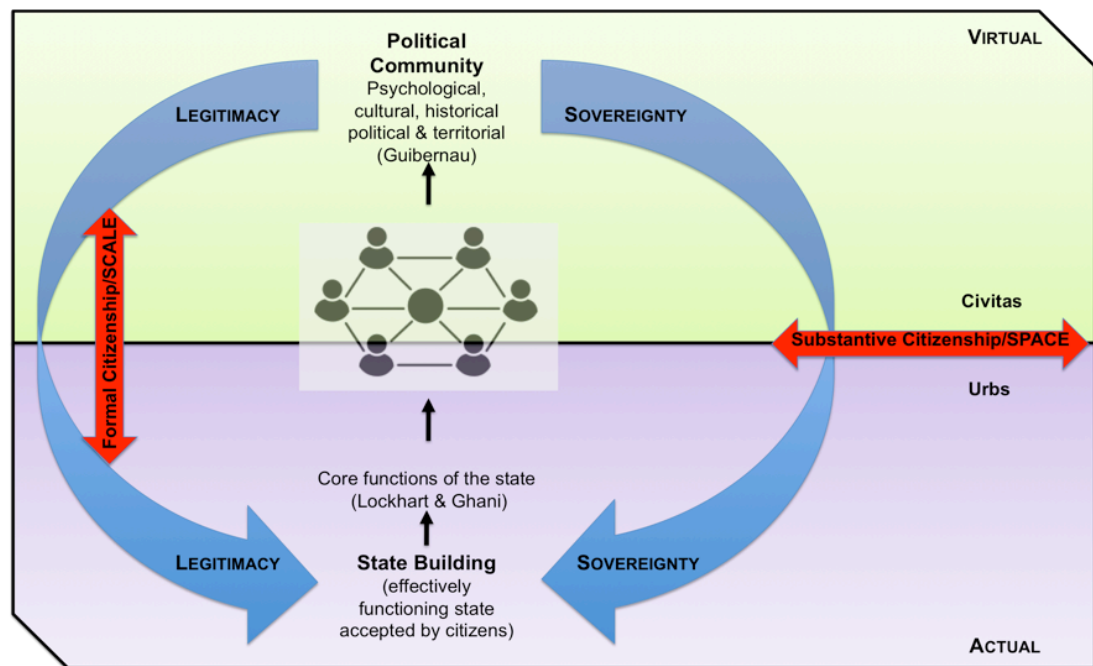 VIRTUAL
Political
Community
Psychological,
cultural, historical
political & territorial
(Guibernau)
LEGITIMACY
SOVEREIGNTY
Formal Citizenship/SCALE
Civitas
Substantive Citizenship/SPACE
Urbs
Core functions of the state
(Lockhart & Ghani)
LEGITIMACY
State Building
(effectively
functioning state
accepted by citizens)
SOVEREIGNTY
ACTUAL